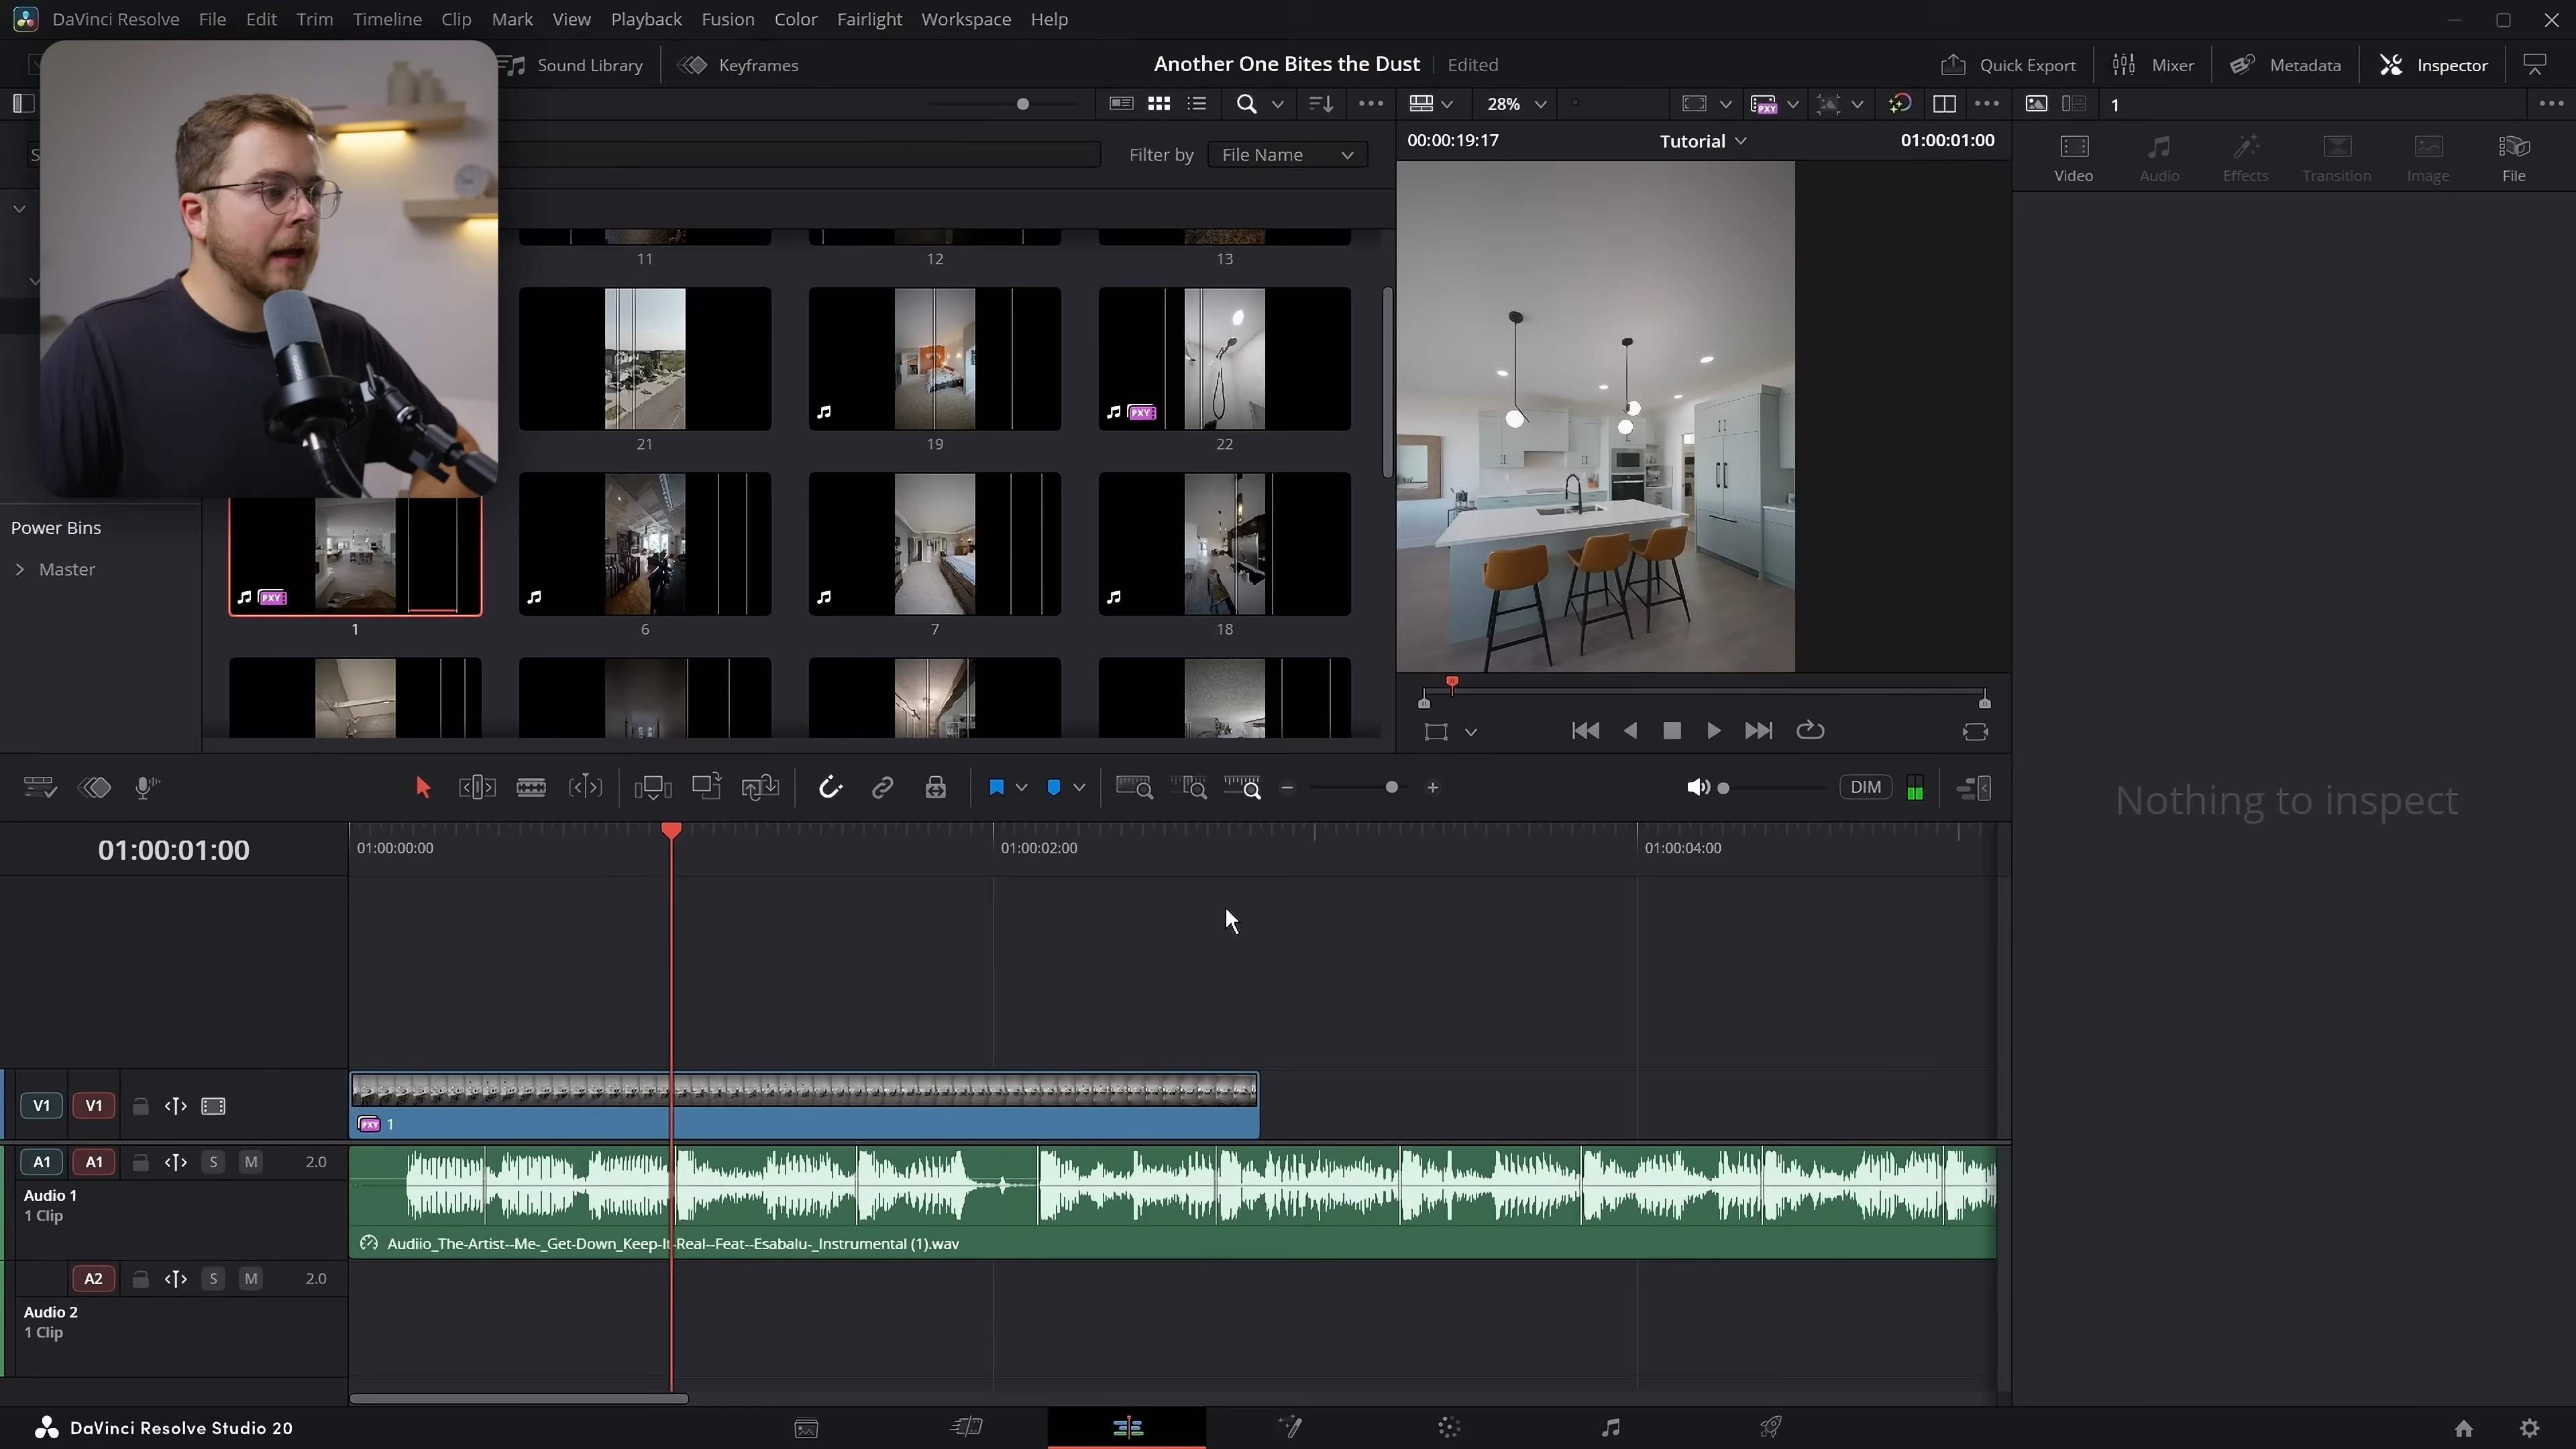 DaVinci Resolve File Edit Trim Timeline Clip Mark View Playback Fusion Color Fairlight Workspace Help
Sound Library Keyframes Another One Bites the Dust Edited Quick Export Mixer Metadata Inspector
28% PXY 1
S Filter by File Name 00:00:19:17 Tutorial 01:00:01:00
Video Audio Effects Transition Image File
11 12 13
PXY
21 19 22
Power Bins
Master
PXY
1 6 7 18
DIM
Nothing to inspect
01:00:01:00 01:00:00:00 01:00:02:00 01:00:04:00
V1 V1
PXY 1
A1 A1 S M 2.0
Audio 1
1 Clip
Audiio_The-Artist--Me-_Get-Down_Keep-It-Real--Feat--Esabalu-_Instrumental (1).wav
A2 S M 2.0
Audio 2
1 Clip
DaVinci Resolve Studio 20